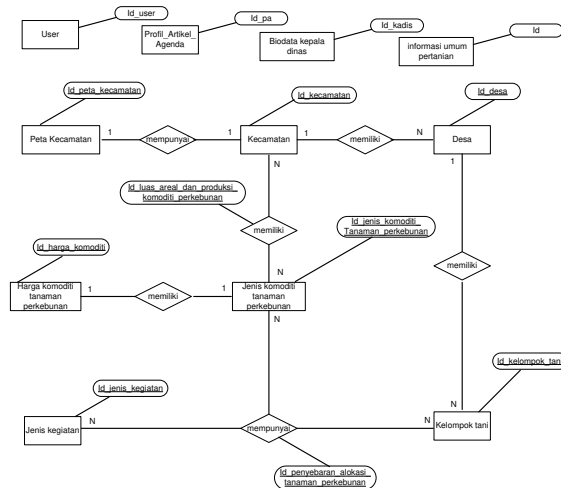 Id_user
Id_pa
Id_kadis
Id
User
Profil_Artikel_
Agenda
Biodata kepala
dinas
informasi umum
pertanian
Id_peta_kecamatan
Id_kecamatan
Id_desa
Peta Kecamatan
1
mempunyai
1
Kecamatan
1
memiliki
N
Desa
N
1
Id_luas_areal_dan_produksi_
komoditi_perkebunan
memiliki
Id_jenis_komoditi_
Tanaman_perkebunan
memiliki
Id_harga_komoditi
N
Harga komoditi
tanaman
perkebunan
1
memiliki
1
Jenis komoditi
tanaman
perkebunan
N
Id_kelompok_tani
Id_jenis_kegiatan
N
Jenis kegiatan
N
mempunyai
N
Kelompok tani
Id_penyebaran_alokasi_
tanaman_perkebunan